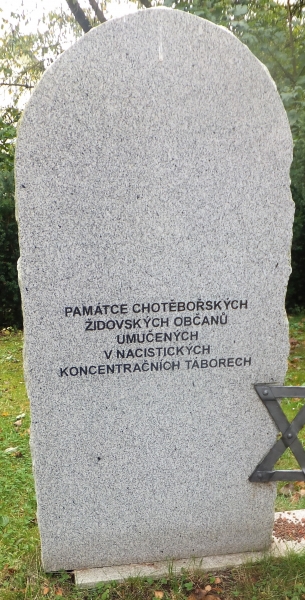 PAMÁTCE CHOTĚBOŘSKÝCH
ŽIDOVSKÝCH OBČANŮ
UMUČENÝCH
V NACISTICKÝCH
KONCENTRAČNÍCH TÁBORECH